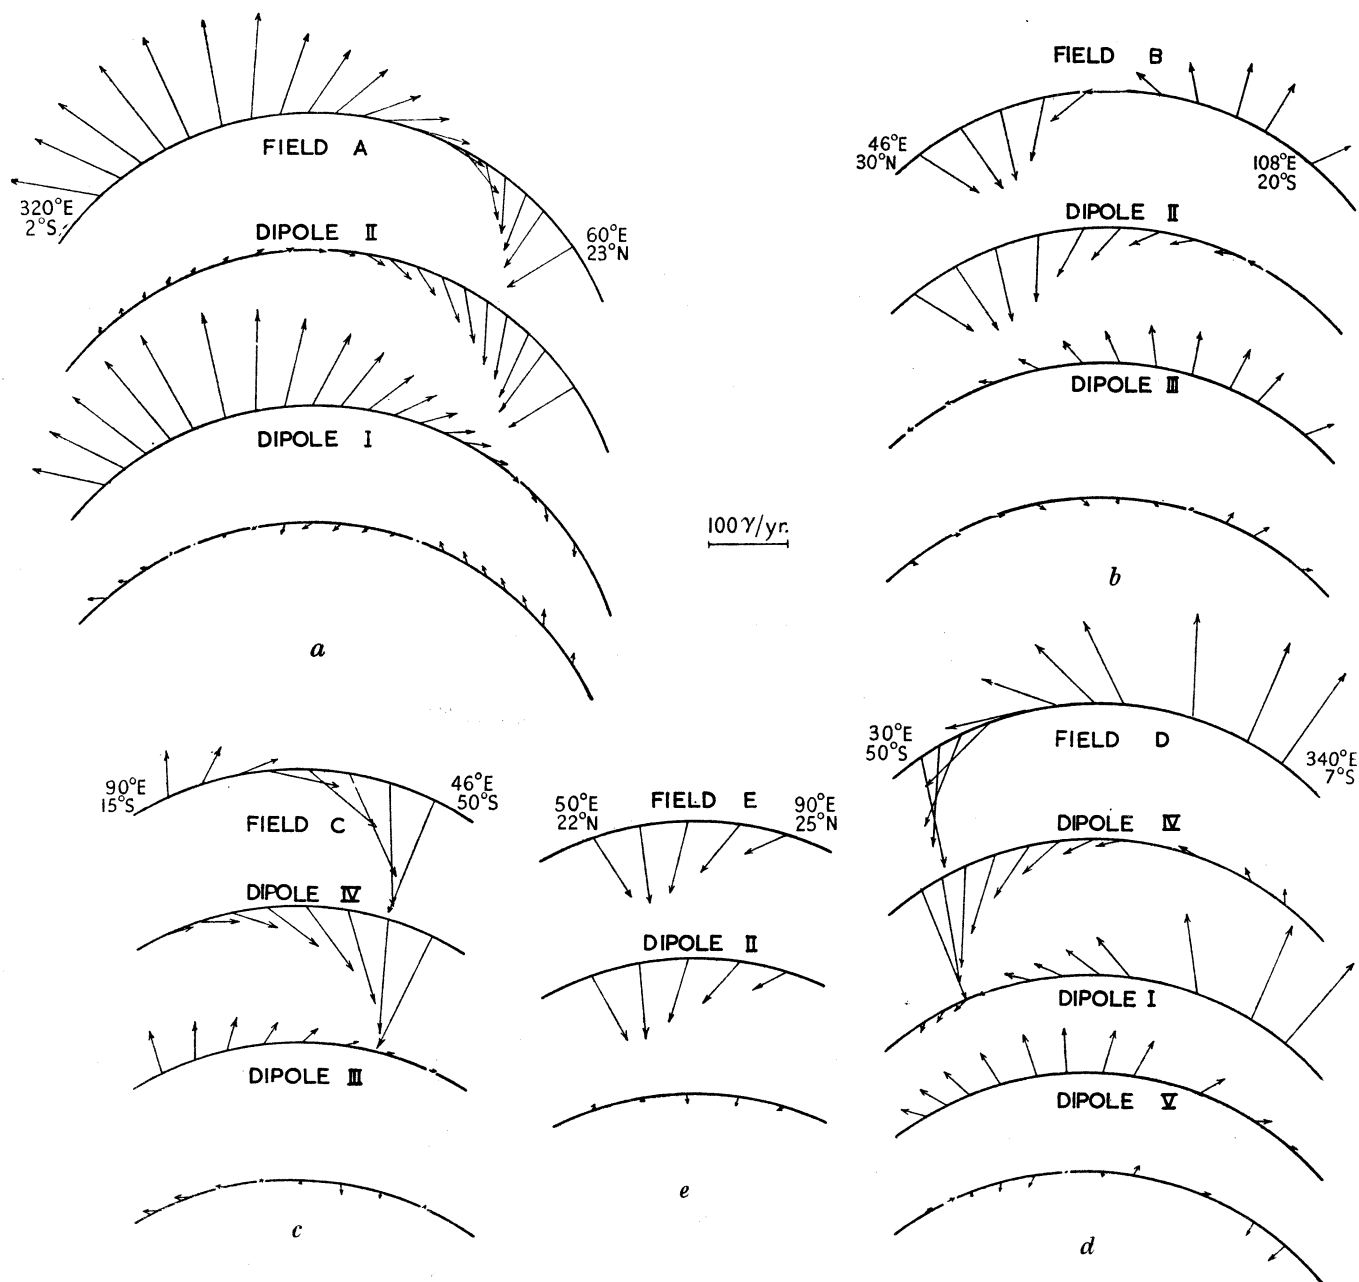 FIELD A
320°E
2°S
60°E
23°N
DIPOLE II
DIPOLE I
a
100γ/yr.
FIELD B
46°E
30°N
108°E
20°S
DIPOLE II
DIPOLE III
b
90°E
15°S
46°E
50°S
FIELD C
DIPOLE IV
DIPOLE III
c
FIELD E
50°E
22°N
90°E
25°N
DIPOLE II
e
30°E
50°S
FIELD D
340°E
7°S
DIPOLE IV
DIPOLE I
DIPOLE V
d